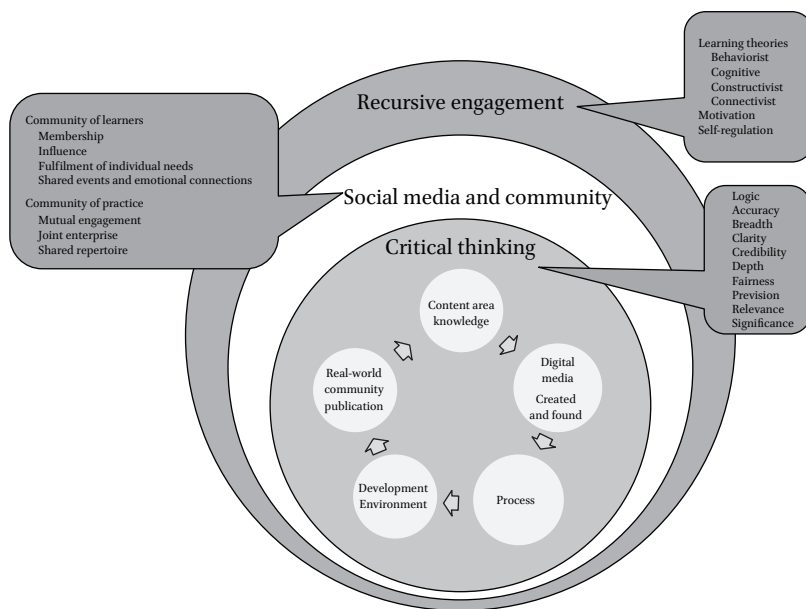 Learning theories
Behaviorist
Cognitive
Constructivist
Connectivist
Motivation
Self-regulation
Recursive engagement
Community of learners
Membership
Influence
Fulfilment of individual needs
Shared events and emotional connections
Community of practice
Mutual engagement
Joint enterprise
Shared repertoire
Social media and community
Logic
Accuracy
Breadth
Clarity
Credibility
Depth
Fairness
Prevision
Relevance
Significance
Critical thinking
Content area
knowledge
Digital
media
Created
and found
Process
Development
Environment
Real-world
community
publication